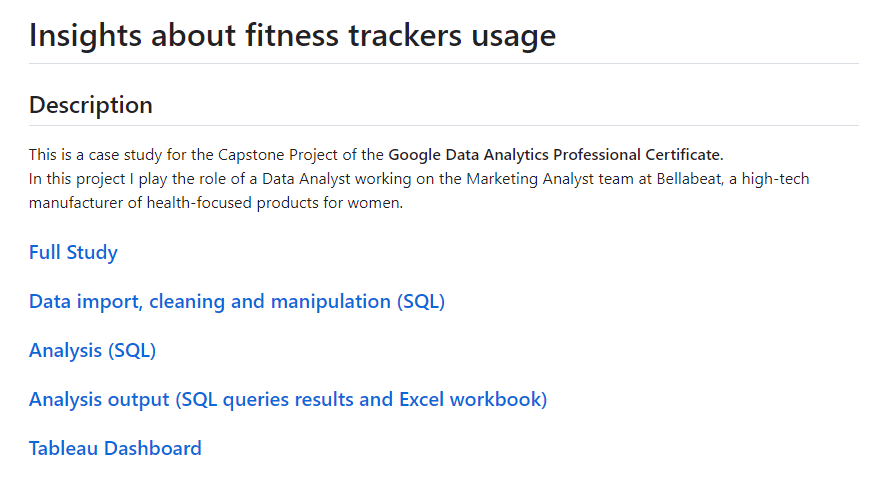 Insights about fitness trackers usage
Description
This is a case study for the Capstone Project of the Google Data Analytics Professional Certificate.
In this project I play the role of a Data Analyst working on the Marketing Analyst team at Bellabeat, a high-tech
manufacturer of health-focused products for women.
Full Study
Data import, cleaning and manipulation (SQL)
Analysis (SQL)
Analysis output (SQL queries results and Excel workbook)
Tableau Dashboard